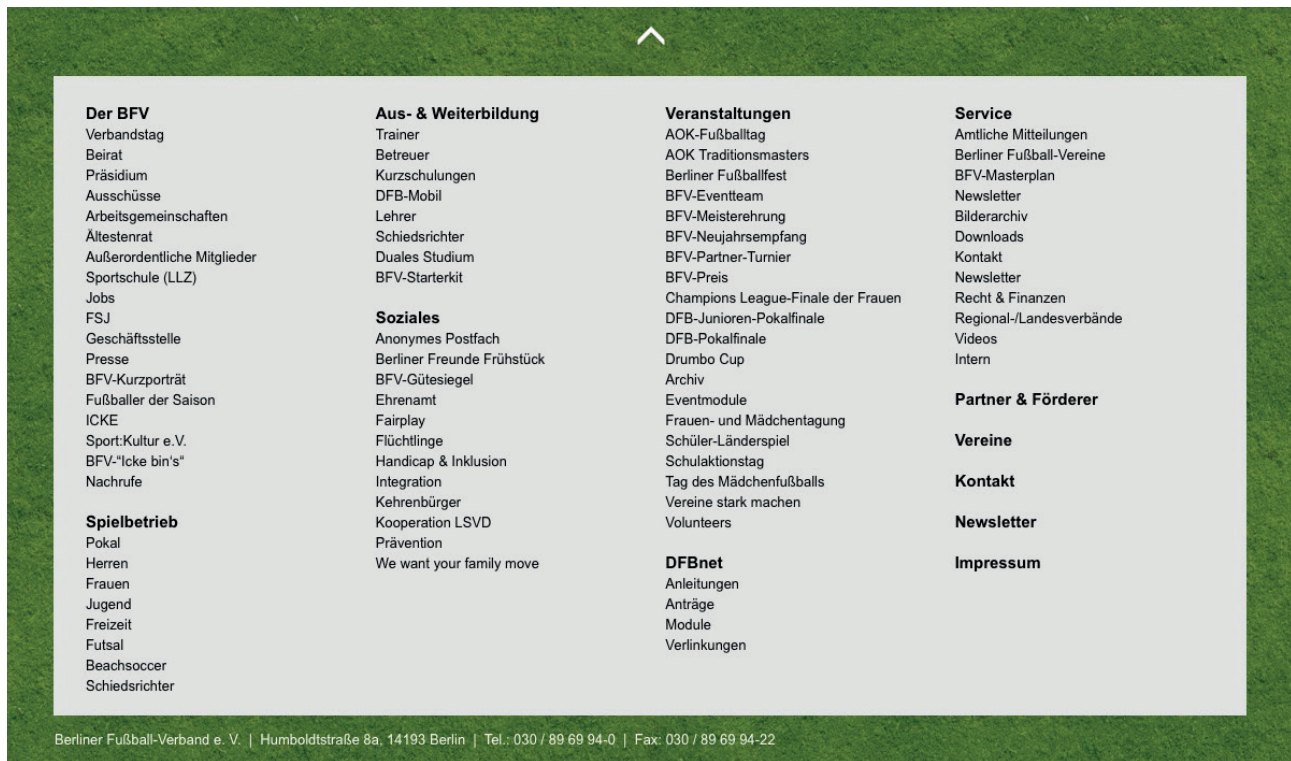 Der BFV
Verbandstag
Beirat
Präsidium
Ausschüsse
Arbeitsgemeinschaften
Ältestenrat
Außerordentliche Mitglieder
Sportschule (LLZ)
Jobs
FSJ
Geschäftsstelle
Presse
BFV-Kurzporträt
Fußballer der Saison
ICKE
Sport:Kultur e.V.
BFV-“Icke bin‘s“
Nachrufe
Spielbetrieb
Pokal
Herren
Frauen
Jugend
Freizeit
Futsal
Beachsoccer
Schiedsrichter
Aus- & Weiterbildung
Trainer
Betreuer
Kurzschulungen
DFB-Mobil
Lehrer
Schiedsrichter
Duales Studium
BFV-Starterkit
Soziales
Anonymes Postfach
Berliner Freunde Frühstück
BFV-Gütesiegel
Ehrenamt
Fairplay
Flüchtlinge
Handicap & Inklusion
Integration
Kehrenbürger
Kooperation LSVD
Prävention
We want your family move
Veranstaltungen
AOK-Fußballtag
AOK Traditionsmasters
Berliner Fußballfest
BFV-Eventteam
BFV-Meisterehrung
BFV-Neujahrsempfang
BFV-Partner-Turnier
BFV-Preis
Champions League-Finale der Frauen
DFB-Junioren-Pokalfinale
DFB-Pokalfinale
Drumbo Cup
Archiv
Eventmodule
Frauen- und Mädchentagung
Schüler-Länderspiel
Schulaktionstag
Tag des Mädchenfußballs
Vereine stark machen
Volunteers
DFBnet
Anleitungen
Anträge
Module
Verlinkungen
Service
Amtliche Mitteilungen
Berliner Fußball-Vereine
BFV-Masterplan
Newsletter
Bilderarchiv
Downloads
Kontakt
Newsletter
Recht & Finanzen
Regional-/Landesverbände
Videos
Intern
Partner & Förderer
Vereine
Kontakt
Newsletter
Impressum
Berliner Fußball-Verband e. V. | Humboldtstraße 8a, 14193 Berlin | Tel.: 030 / 89 69 94-0 | Fax: 030 / 89 69 94-22